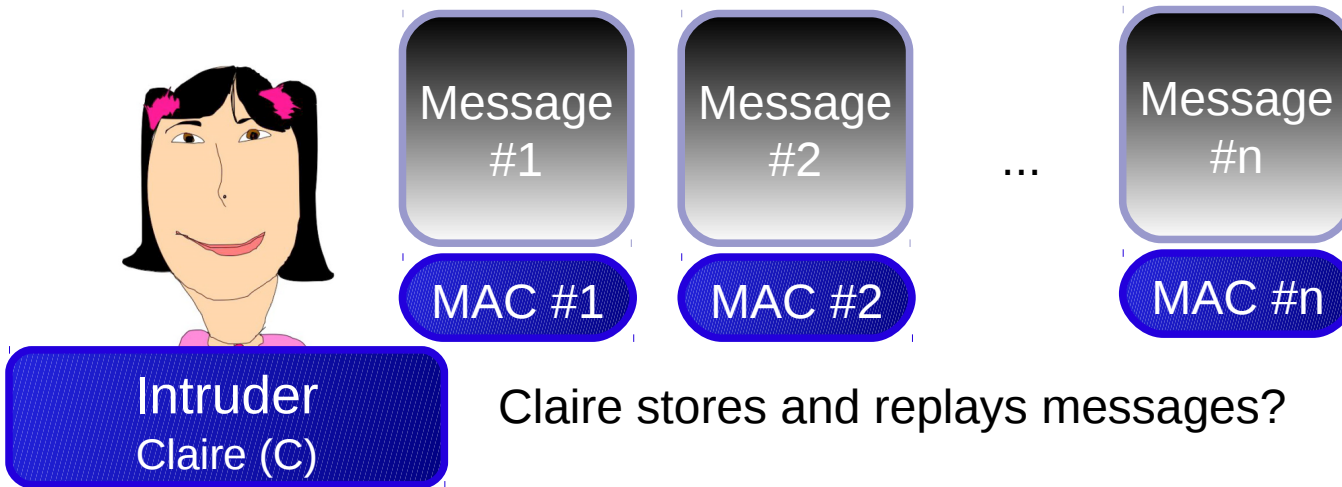 Message
#1
Message
#2
...
Message
#n
MAC #1
MAC #2
MAC #n
Intruder
Claire (C)
Claire stores and replays messages?